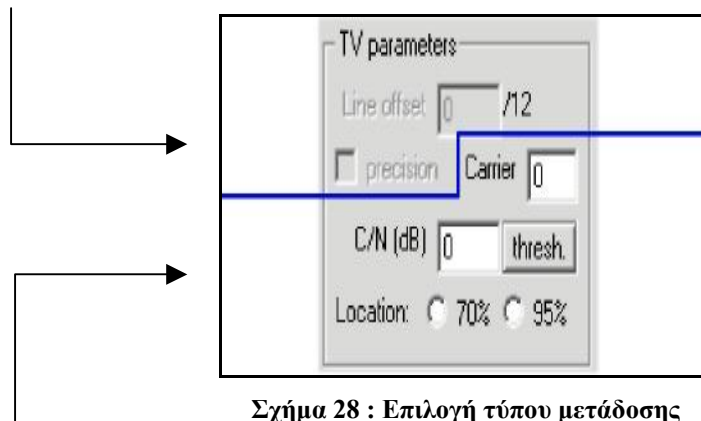 TV parameters
Line offset 0 /12
precision Carrier 0
C/N (dB) 0 thresh.
Location: 70% 95%
Σχήμα 28 : Επιλογή τύπου μετάδοσης